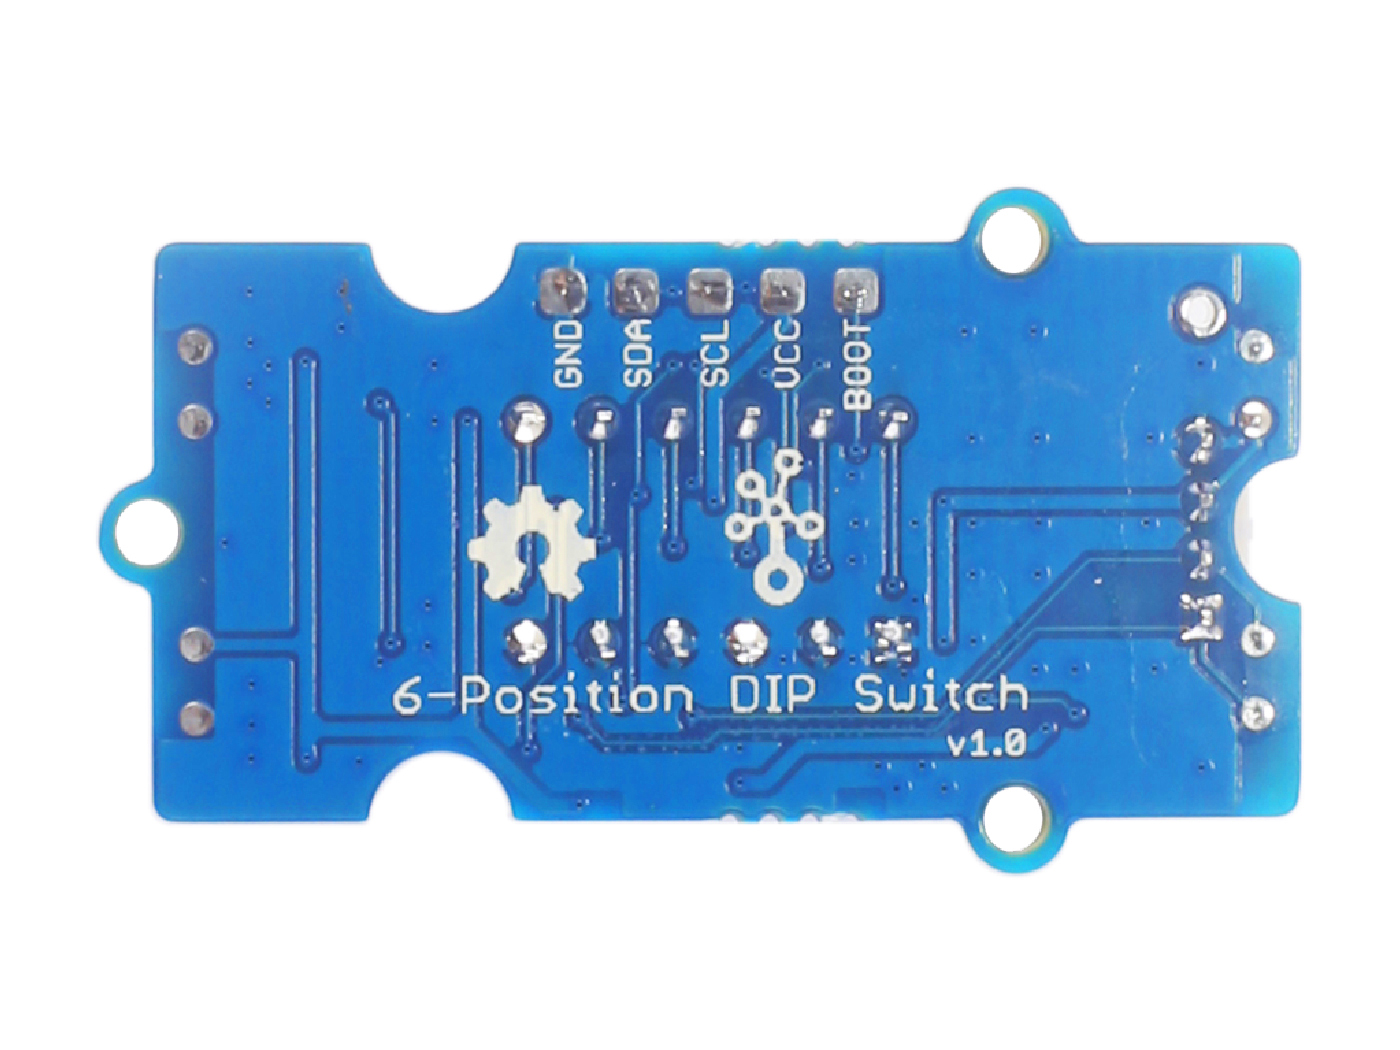 GND
SDA
SCL
VCC
BOOT
6-Position DIP Switch
v1.0